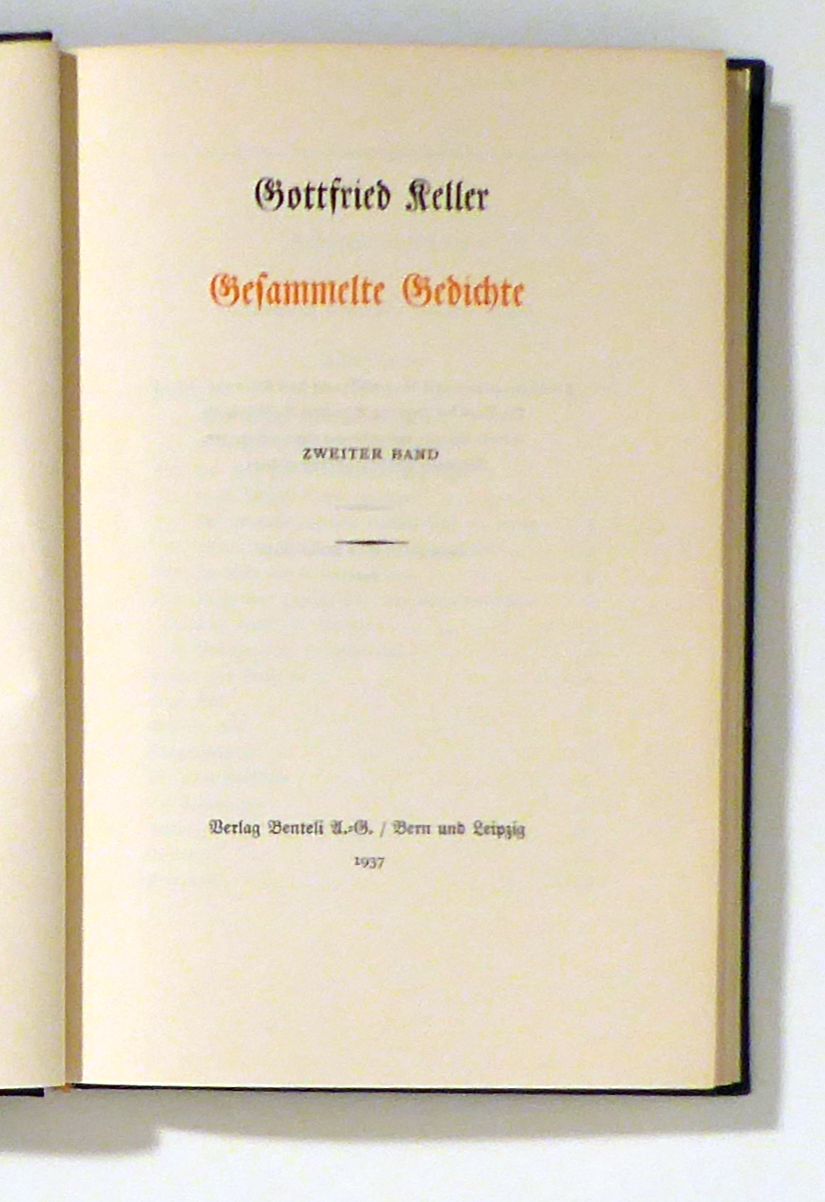 Gottfried Keller
Gesammelte Gedichte
ZWEITER BAND
Verlag Benteli A.=G. / Bern und Leipzig
1937